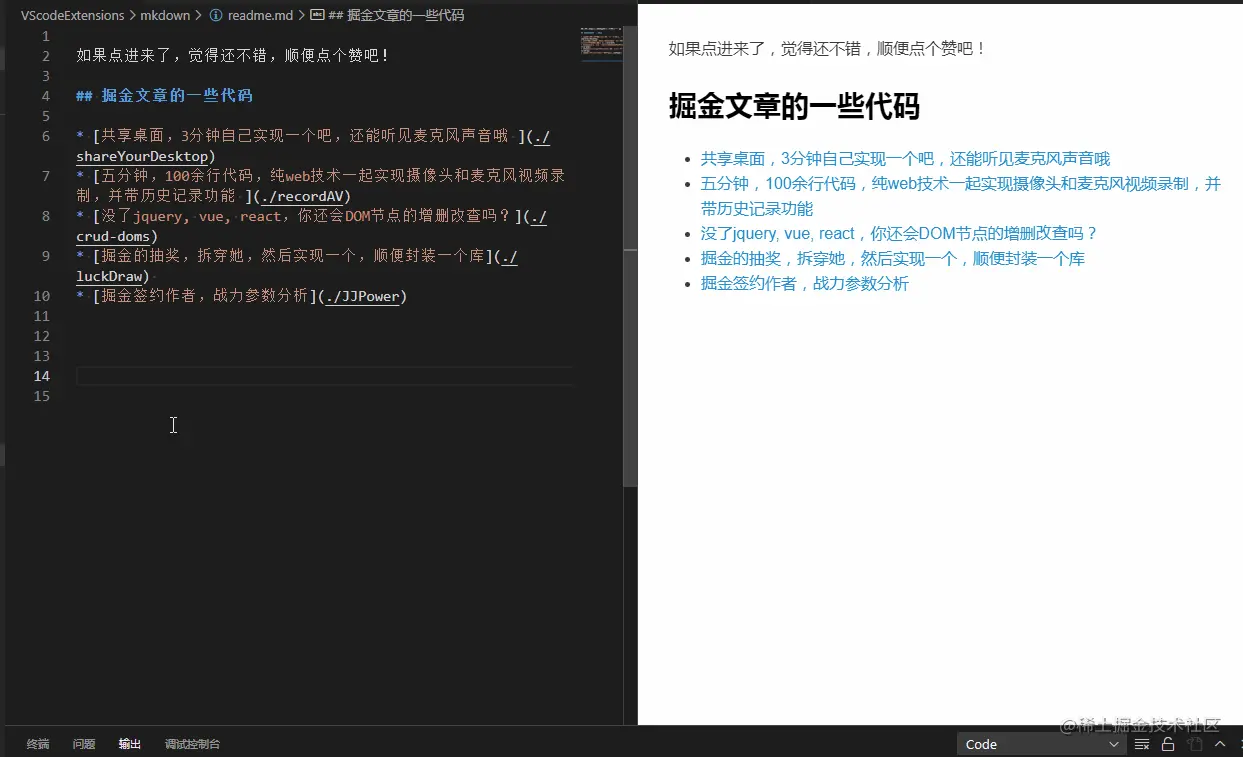 VScodeExtensions > mkdown > readme.md > ## 掘金文章的一些代码
1
2 如果点进来了，觉得还不错，顺便点个赞吧！
3
4 ## 掘金文章的一些代码
5
6 * [共享桌面，3分钟自己实现一个吧，还能听见麦克风声音哦 ](./
shareYourDesktop)
7 * [五分钟，100余行代码，纯web技术一起实现摄像头和麦克风视频录
制，并带历史记录功能 ](./recordAV)
8 * [没了jquery, vue, react，你还会DOM节点的增删改查吗？](./
crud-doms)
9 * [掘金的抽奖，拆穿她，然后实现一个，顺便封装一个库](./
luckDraw)
10 * [掘金签约作者，战力参数分析](./JJPower)
11
12
13
14
15
如果点进来了，觉得还不错，顺便点个赞吧！
掘金文章的一些代码
• 共享桌面，3分钟自己实现一个吧，还能听见麦克风声音哦
• 五分钟，100余行代码，纯web技术一起实现摄像头和麦克风视频录制，并
带历史记录功能
• 没了jquery, vue, react，你还会DOM节点的增删改查吗？
• 掘金的抽奖，拆穿她，然后实现一个，顺便封装一个库
• 掘金签约作者，战力参数分析
@稀土掘金技术社区
终端 问题 输出 调试控制台 Code